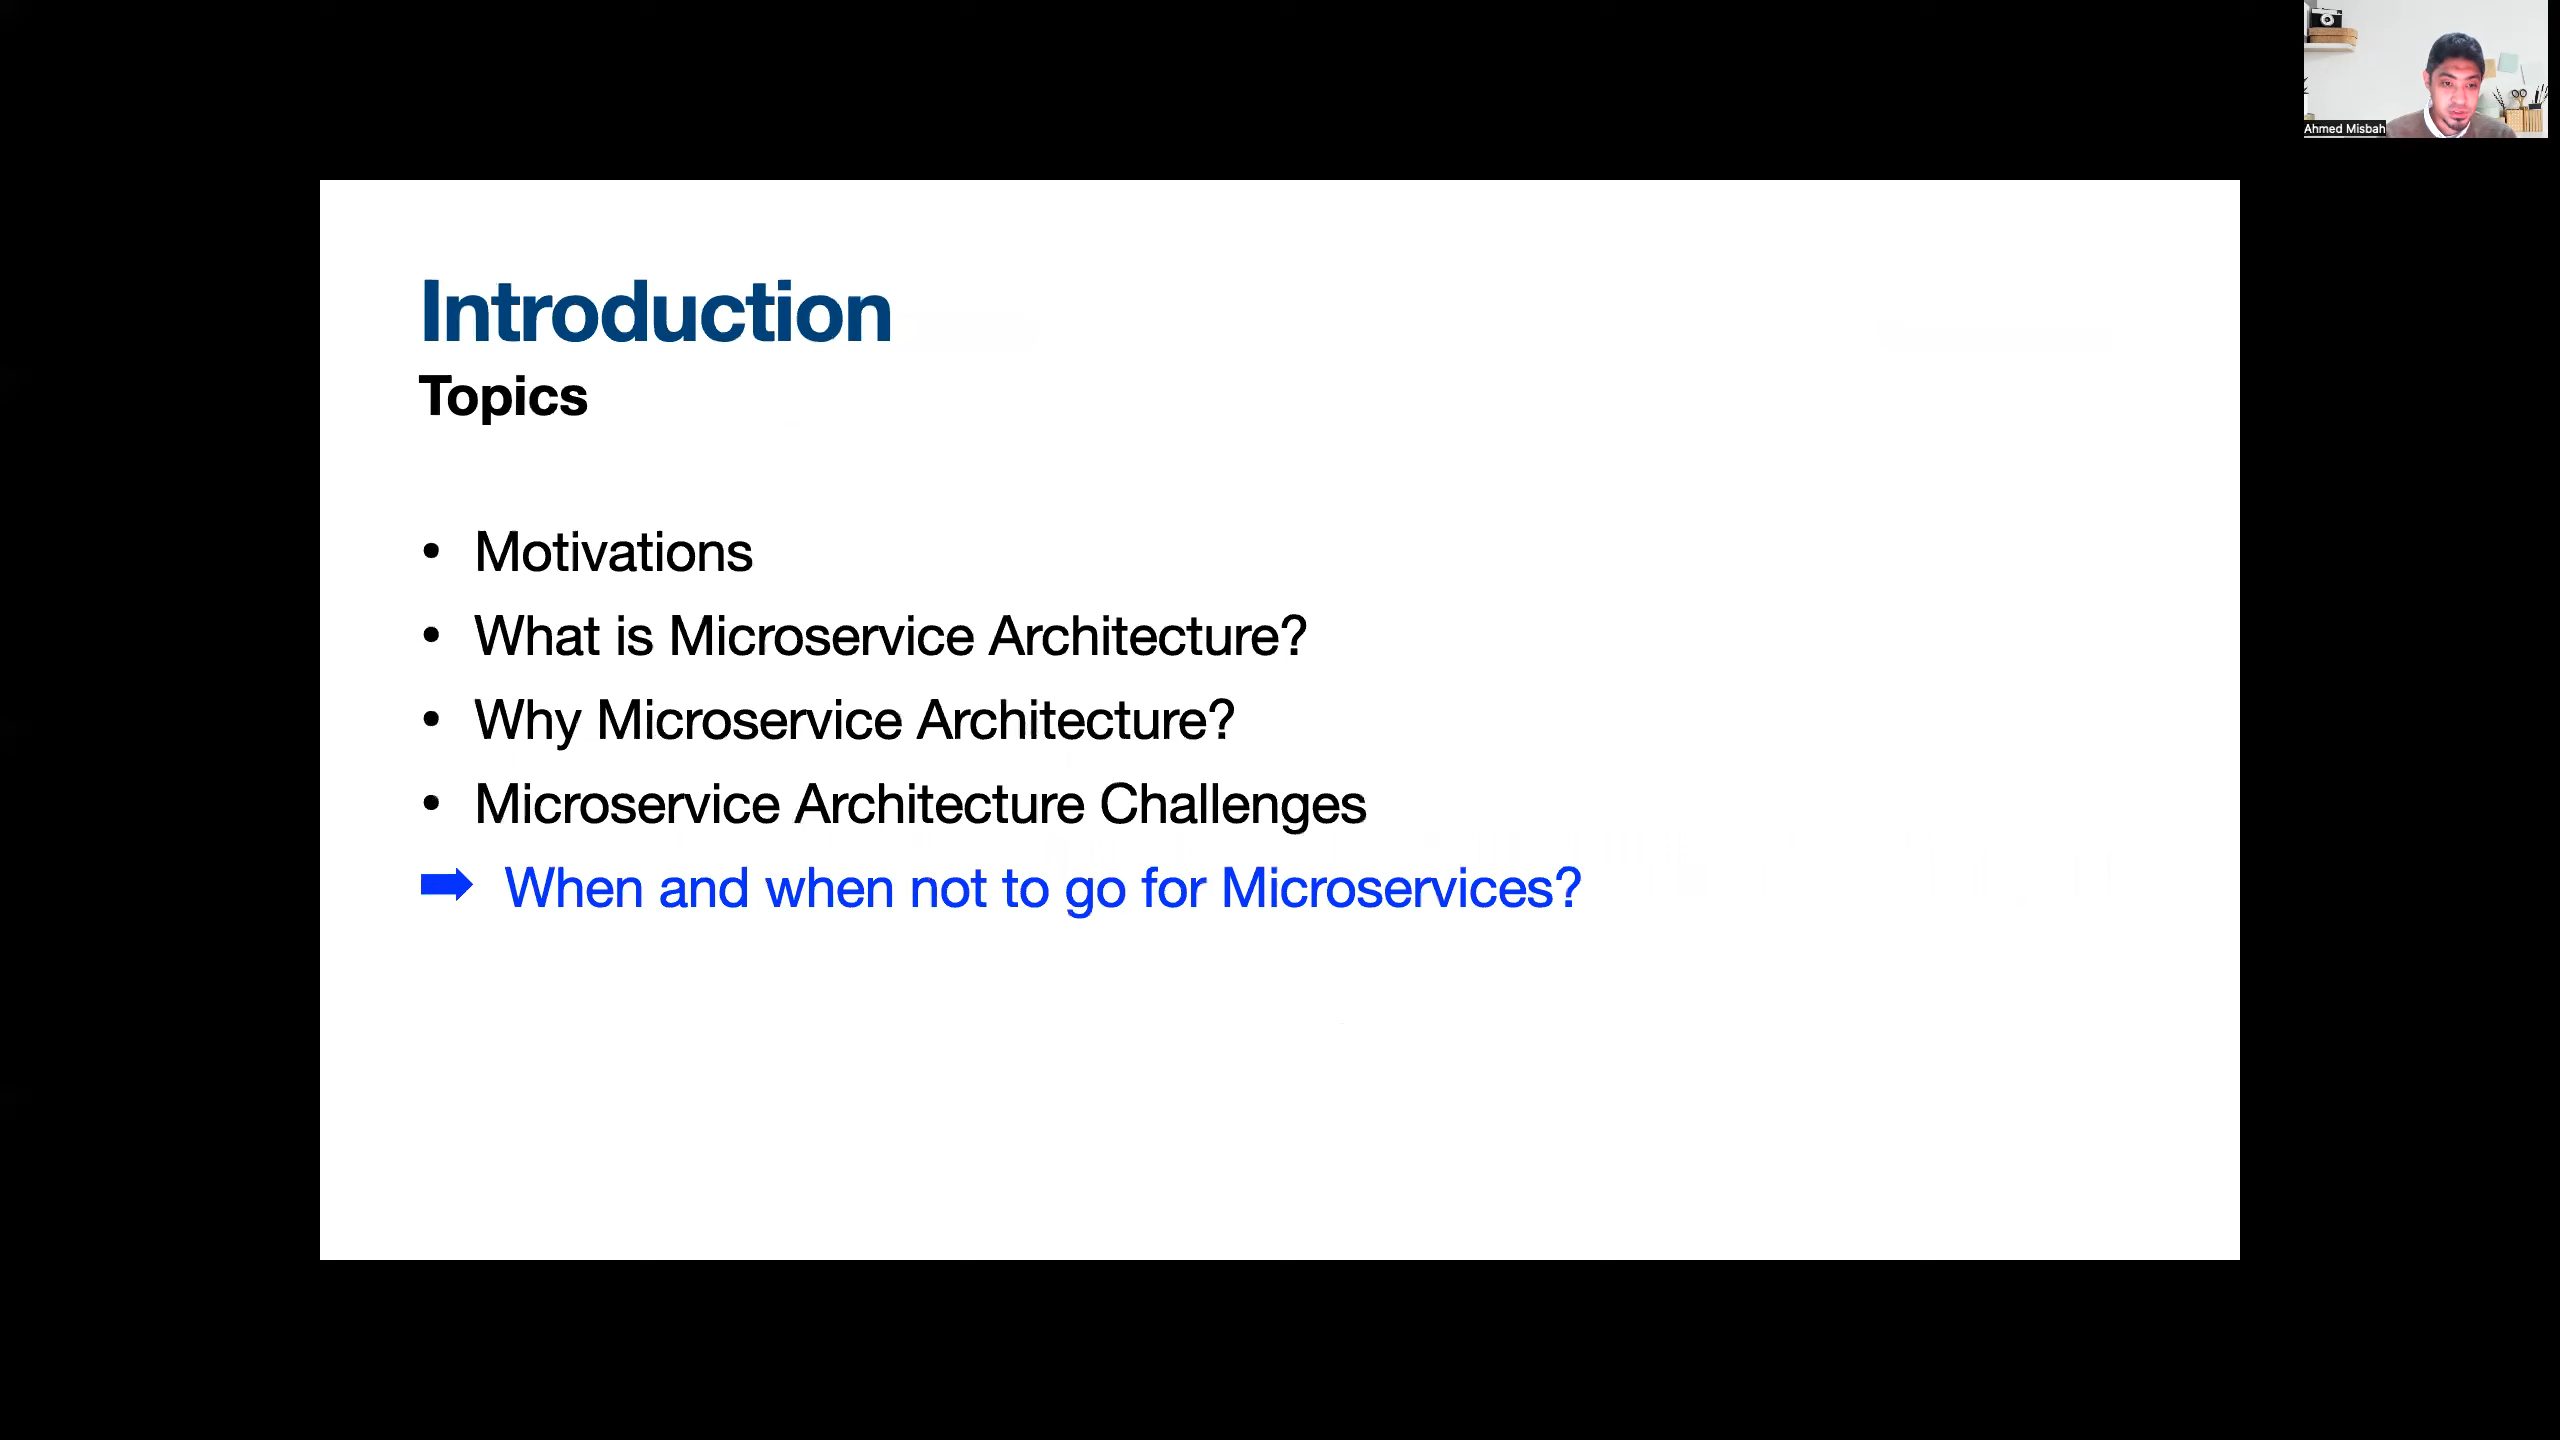 Ahmed Misbah
Introduction
Topics
• Motivations
• What is Microservice Architecture?
• Why Microservice Architecture?
• Microservice Architecture Challenges
➡ When and when not to go for Microservices?